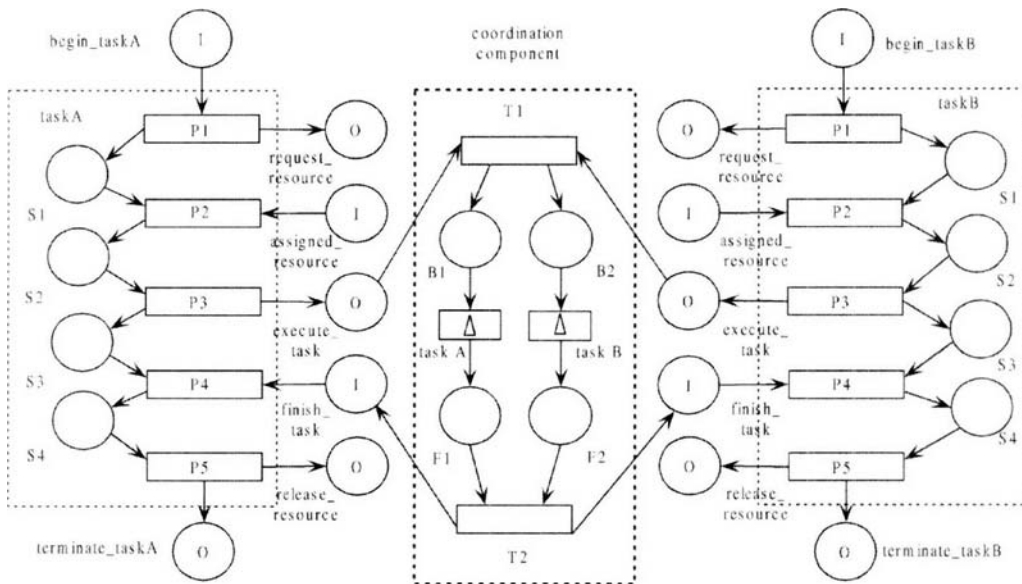 begin_taskA
I
coordination
component
I
begin_taskB
taskA
P1
O
request_
resource
T1
O
request_
resource
P1
taskB
S1
P2
I
assigned_
resource
B1
B2
I
assigned_
resource
P2
S1
S2
P3
O
execute_
task
task A
task B
O
execute_
task
P3
S2
S3
P4
I
finish_
task
F1
F2
I
finish_
task
P4
S3
S4
P5
O
release_
resource
T2
O
release_
resource
P5
S4
terminate_taskA
O
O
terminate_taskB